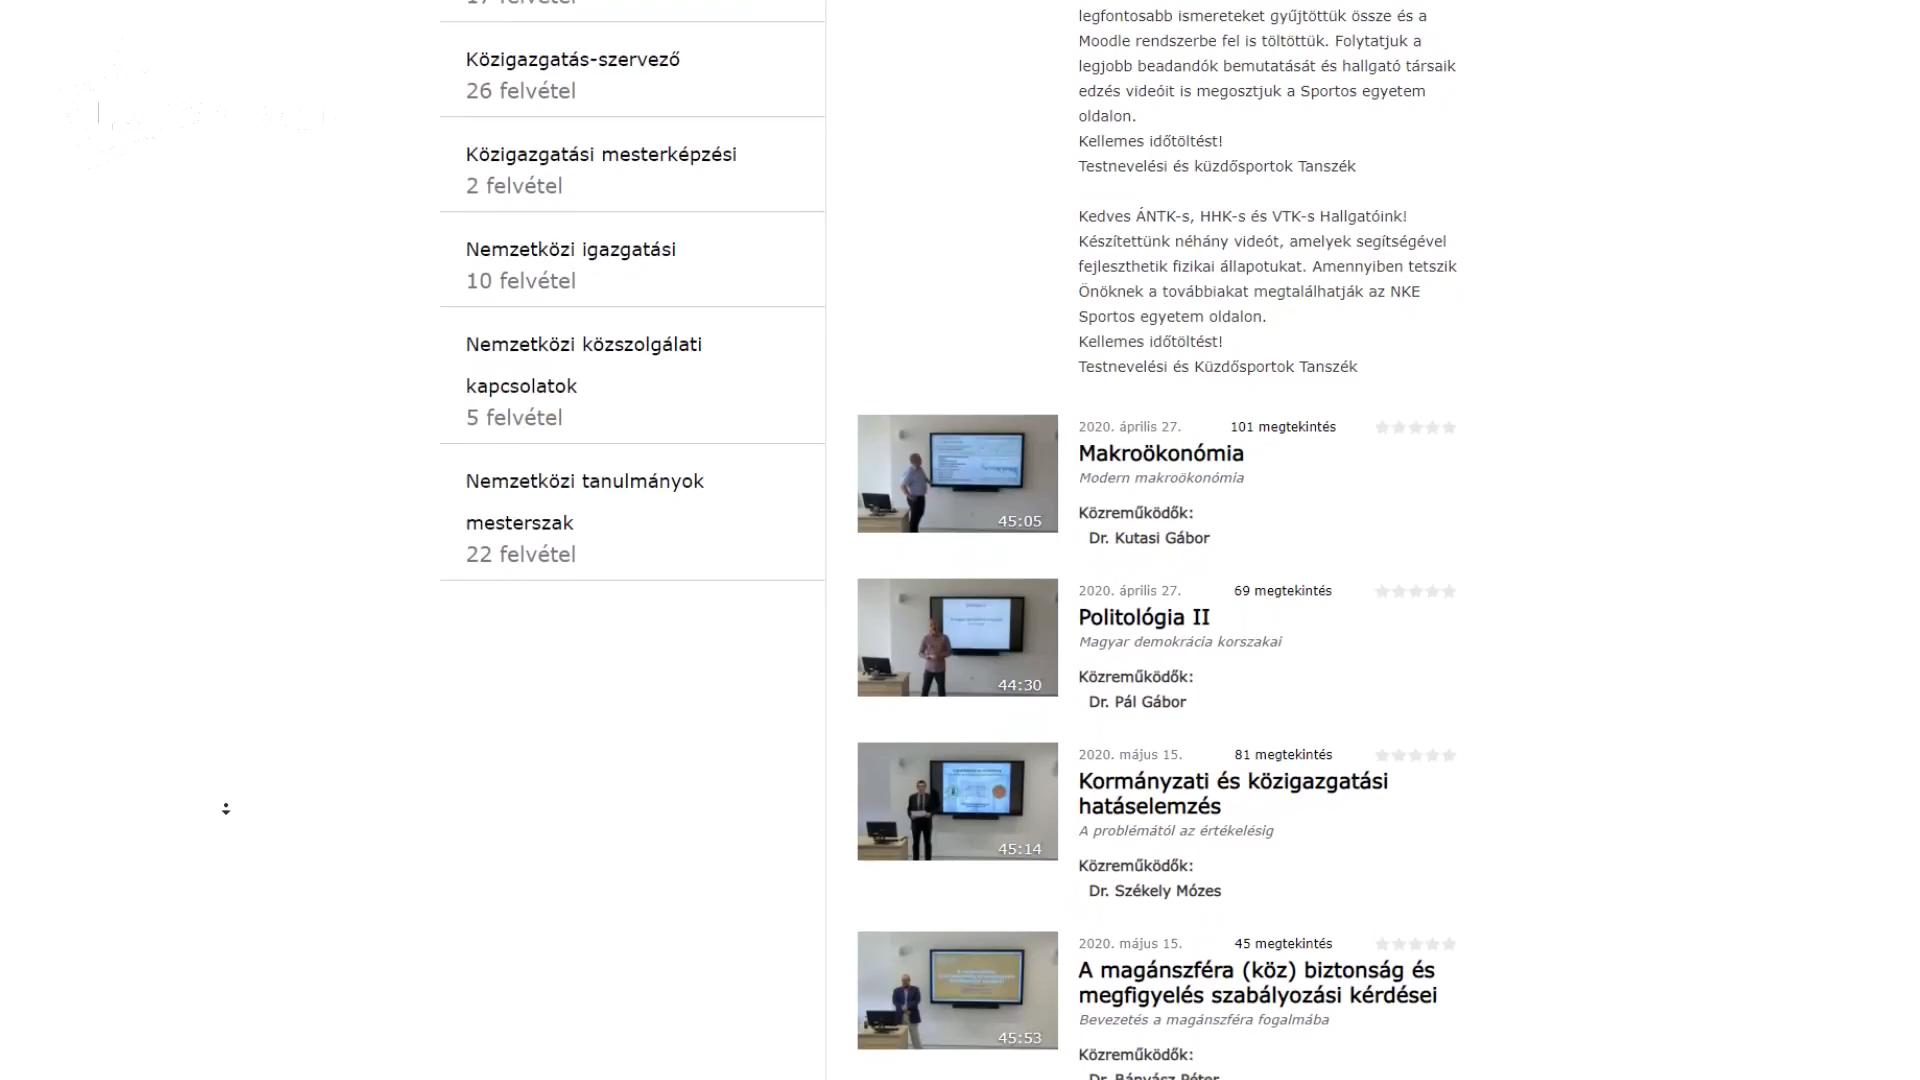 17 felvétel
Közigazgatás-szervező
26 felvétel
Közigazgatási mesterképzési
2 felvétel
Nemzetközi igazgatási
10 felvétel
Nemzetközi közszolgálati
kapcsolatok
5 felvétel
Nemzetközi tanulmányok
mesterszak
22 felvétel
legfontosabb ismereteket gyűjtöttük össze és a
Moodle rendszerbe fel is töltöttük. Folytatjuk a
legjobb beadandók bemutatását és hallgató társaik
edzés videóit is megosztjuk a Sportos egyetem
oldalon.
Kellemes időtöltést!
Testnevelési és küzdősportok Tanszék
Kedves ÁNTK-s, HHK-s és VTK-s Hallgatóink!
Készítettünk néhány videót, amelyek segítségével
fejleszthetik fizikai állapotukat. Amennyiben tetszik
Önöknek a továbbiakat megtalálhatják az NKE
Sportos egyetem oldalon.
Kellemes időtöltést!
Testnevelési és Küzdősportok Tanszék
45:05
2020. április 27. 101 megtekintés
Makroökonómia
Modern makroökonómia
Közreműködők:
Dr. Kutasi Gábor
44:30
2020. április 27. 69 megtekintés
Politológia II
Magyar demokrácia korszakai
Közreműködők:
Dr. Pál Gábor
45:14
2020. május 15. 81 megtekintés
Kormányzati és közigazgatási
hatáselemzés
A problémától az értékelésig
Közreműködők:
Dr. Székely Mózes
45:53
2020. május 15. 45 megtekintés
A magánszféra (köz) biztonság és
megfigyelés szabályozási kérdései
Bevezetés a magánszféra fogalmába
Közreműködők:
Dr. Bányász Péter